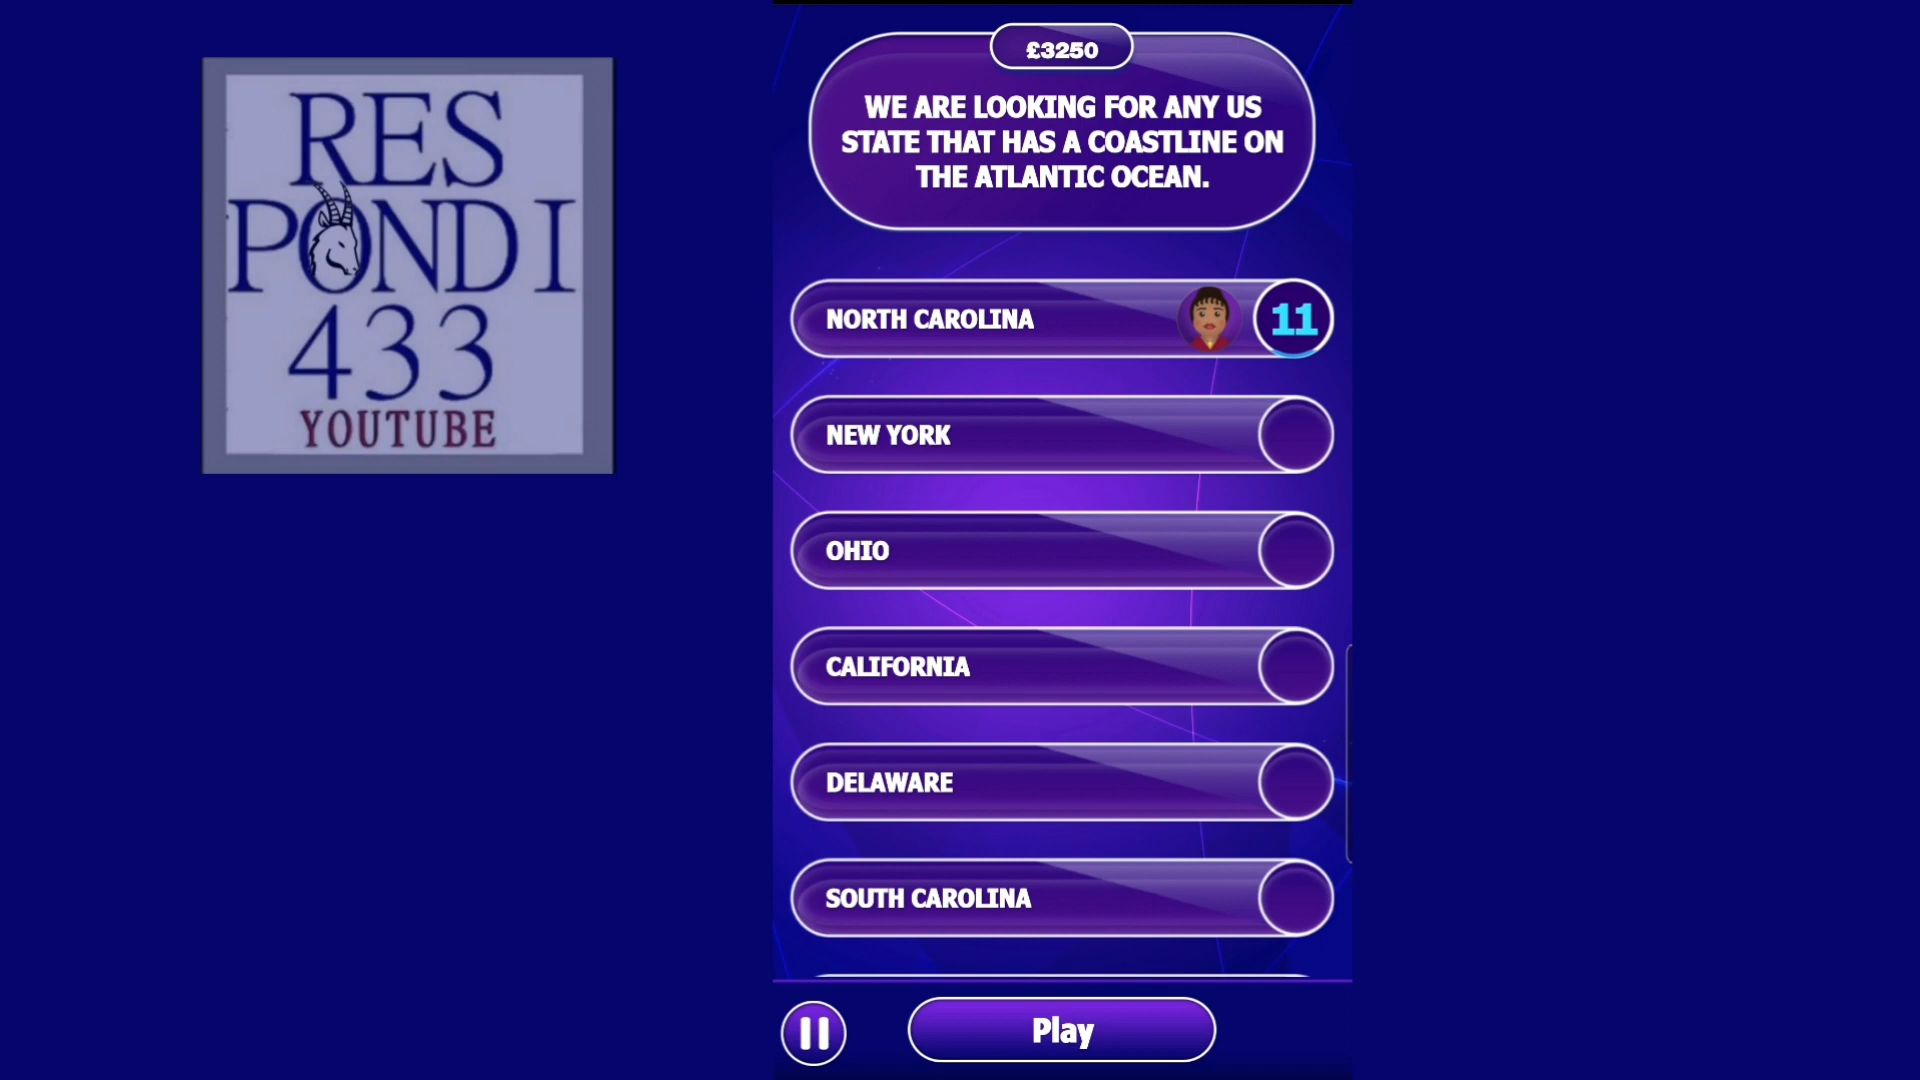 RES
POND I
433
YOUTUBE
£3250
WE ARE LOOKING FOR ANY US
STATE THAT HAS A COASTLINE ON
THE ATLANTIC OCEAN.
NORTH CAROLINA 11
NEW YORK
OHIO
CALIFORNIA
DELAWARE
SOUTH CAROLINA
Play